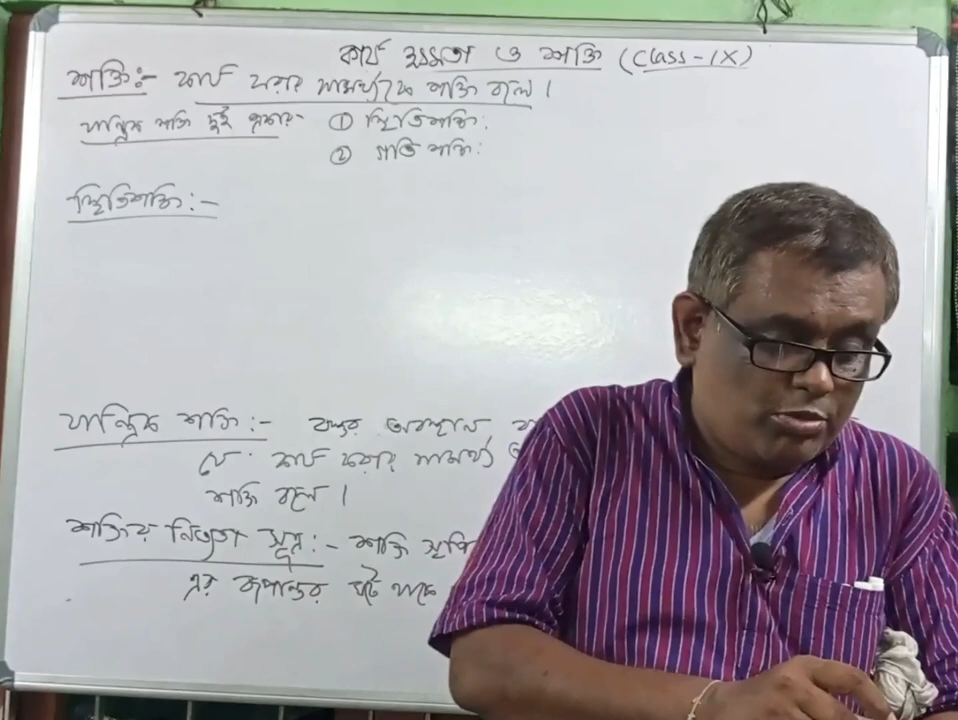 কার্য ক্ষমতা ও শক্তি (Class-IX)
শক্তি:- কার্য করার সামর্থ্যকে শক্তি বলে।
যান্ত্রিক শক্তি দুই প্রকার- ① স্থিতিশক্তি:
② গতি শক্তি:
স্থিতিশক্তি:-
যান্ত্রিক শক্তি:- বস্তুর অবস্থান
যে কার্য করার সামর্থ্য
শক্তি বলে।
শক্তির নিত্যতা সূত্র:- শক্তি
এর রূপান্তর ঘটে থাকে